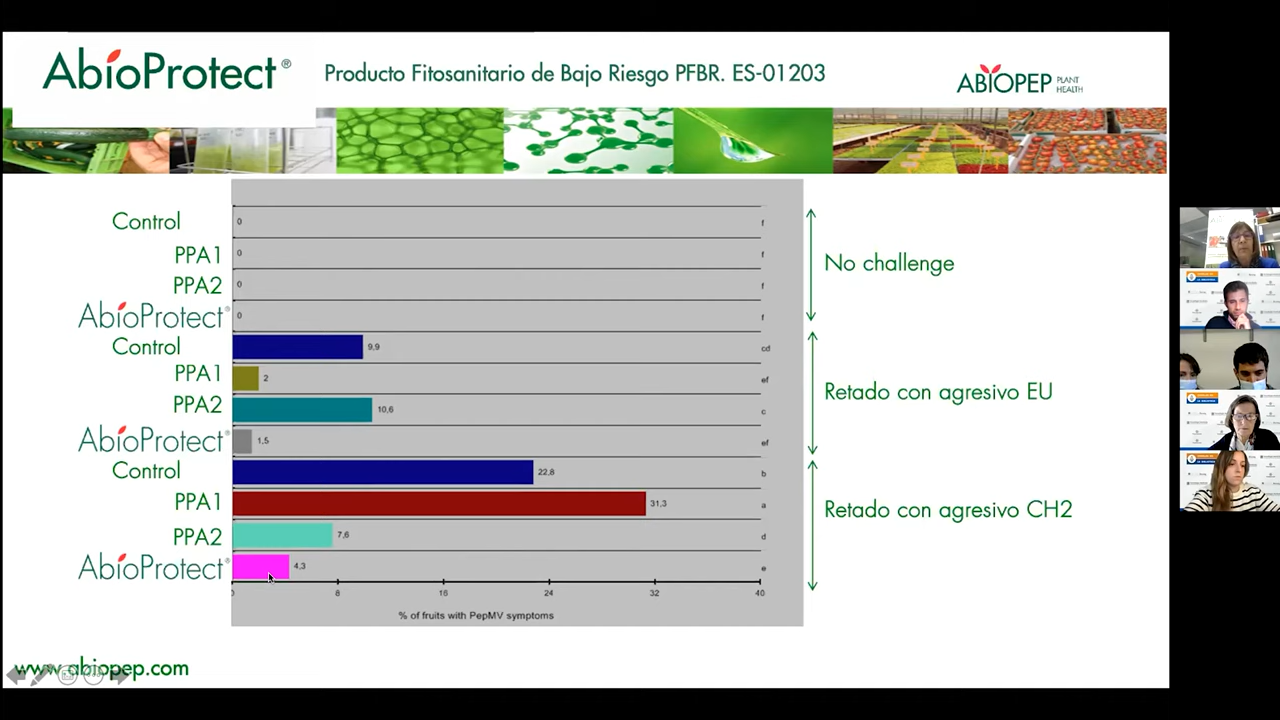 AbioProtect®
Producto Fitosanitario de Bajo Riesgo PFBR. ES-01203
ABIOPEP PLANT HEALTH
Control 0 f
PPA1 0 f
PPA2 0 f
AbioProtect® 0 f
No challenge
Control 9,9 cd
PPA1 2 ef
PPA2 10,6 c
AbioProtect® 1,5 ef
Retado con agresivo EU
Control 22,8 b
PPA1 31,3 a
PPA2 7,6 d
AbioProtect® 4,3 e
Retado con agresivo CH2
0 8 16 24 32 40
% of fruits with PepMV symptoms
www.abiopep.com